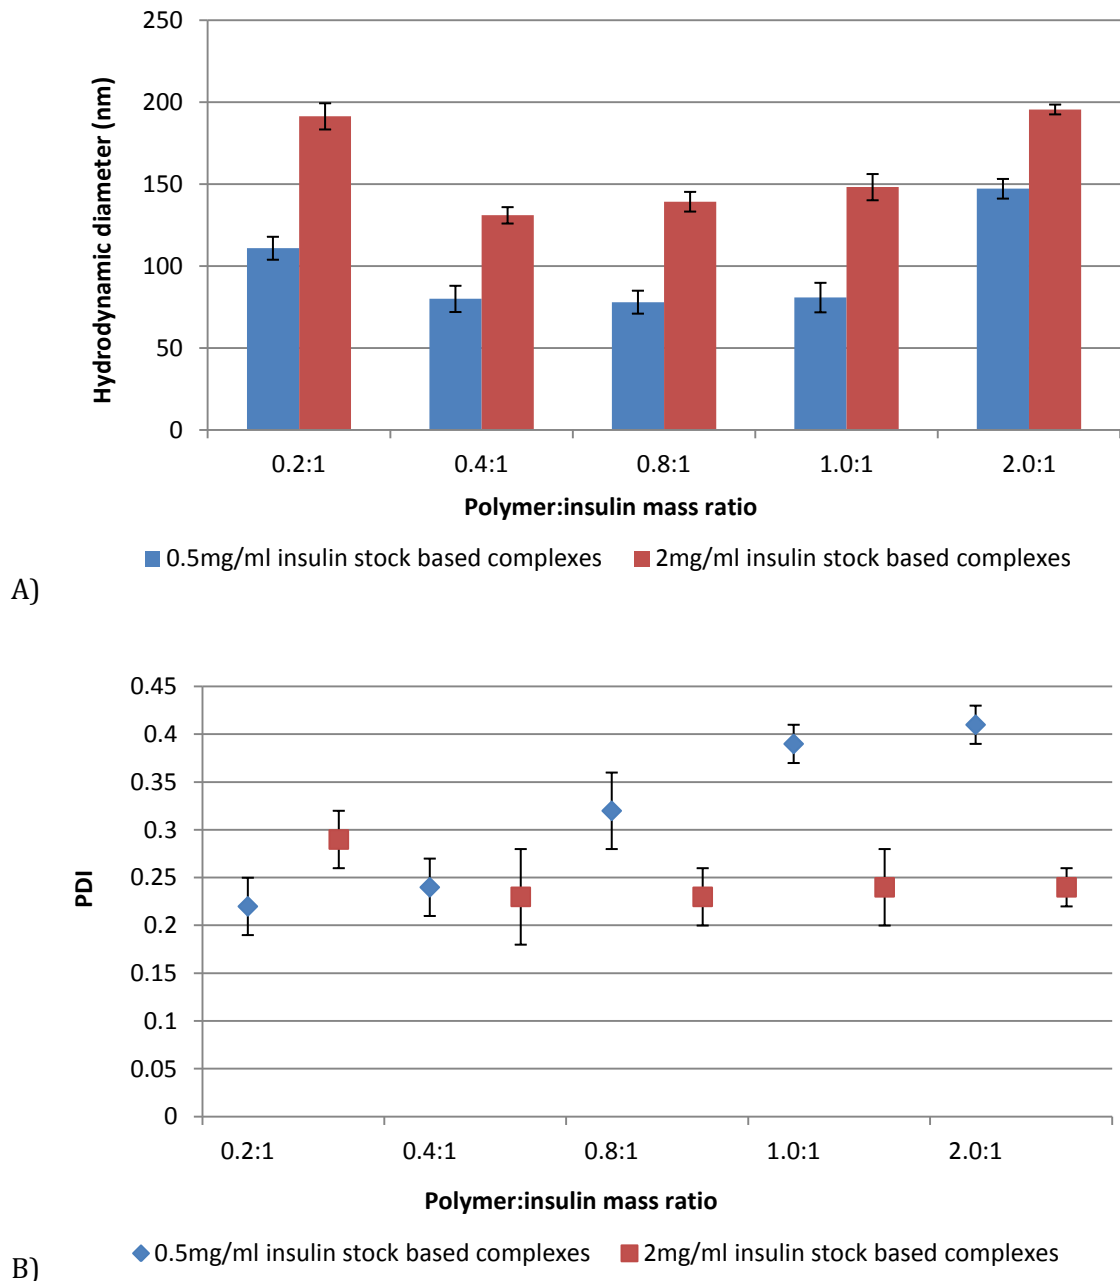 250
200
150
100
50
0
Hydrodynamic diameter (nm)
0.2:1 0.4:1 0.8:1 1.0:1 2.0:1
Polymer:insulin mass ratio
0.5mg/ml insulin stock based complexes 2mg/ml insulin stock based complexes
A)
0.45
0.4
0.35
0.3
0.25
0.2
0.15
0.1
0.05
0
PDI
0.2:1 0.4:1 0.8:1 1.0:1 2.0:1
Polymer:insulin mass ratio
0.5mg/ml insulin stock based complexes 2mg/ml insulin stock based complexes
B)